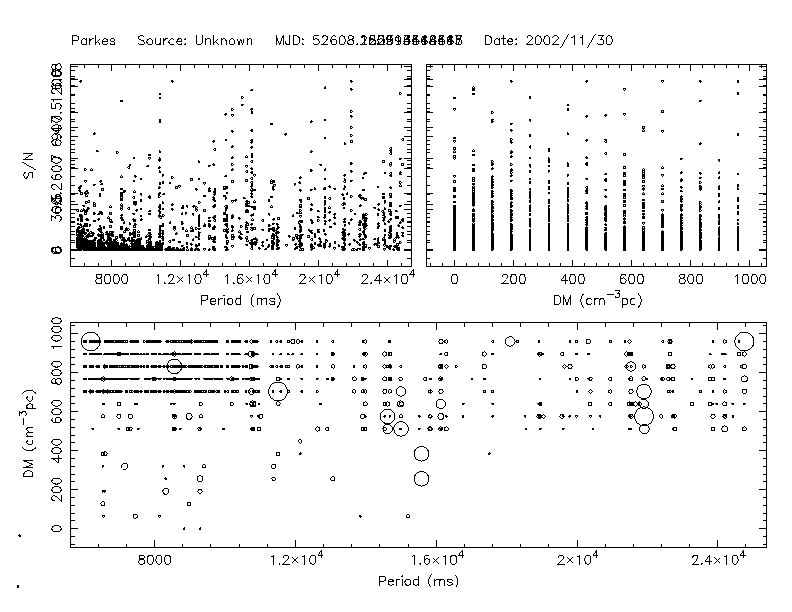 Parkes Source: Unknown MJD: Date: 2002/11/30
S/N
8000 1.2×10⁴ 1.6×10⁴ 2×10⁴ 2.4×10⁴
Period (ms)
0 200 400 600 800 1000
DM (cm⁻³pc)
DM (cm⁻³pc)
0 200 400 600 800 1000
8000 1.2×10⁴ 1.6×10⁴ 2×10⁴ 2.4×10⁴
Period (ms)